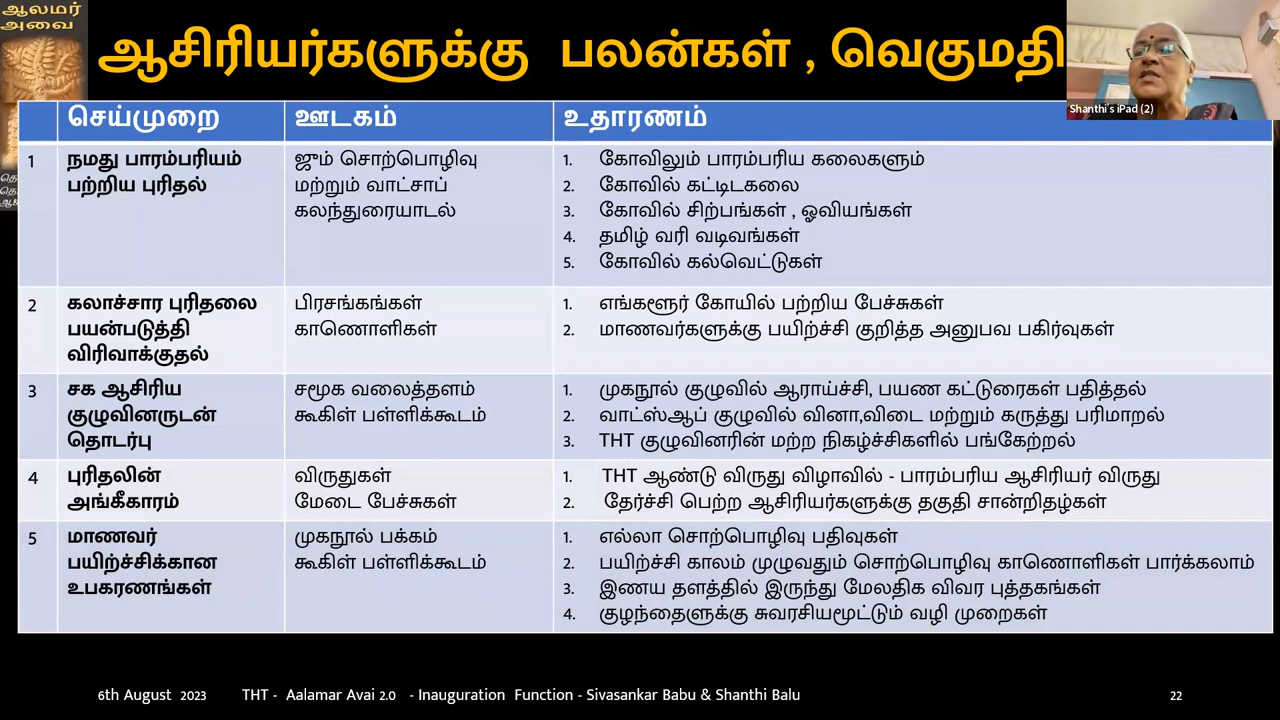 ஆலமர்
அவை
ஆசிரியர்களுக்கு பலன்கள் , வெகுமதி
Shanthi's iPad (2)
செய்முறை ஊடகம் உதாரணம்
1 நமது பாரம்பரியம்
பற்றிய புரிதல்
ஜும் சொற்பொழிவு
மற்றும் வாட்சாப்
கலந்துரையாடல்
1. கோவிலும் பாரம்பரிய கலைகளும்
2. கோவில் கட்டிடகலை
3. கோவில் சிற்பங்கள் , ஓவியங்கள்
4. தமிழ் வரி வடிவங்கள்
5. கோவில் கல்வெட்டுகள்
2 கலாச்சார புரிதலை
பயன்படுத்தி
விரிவாக்குதல்
பிரசங்கங்கள்
காணொளிகள்
1. எங்களூர் கோயில் பற்றிய பேச்சுகள்
2. மாணவர்களுக்கு பயிற்ச்சி குறித்த அனுபவ பகிர்வுகள்
3 சக ஆசிரிய
குழுவினருடன்
தொடர்பு
சமூக வலைத்தளம்
கூகிள் பள்ளிக்கூடம்
1. முகநூல் குழுவில் ஆராய்ச்சி, பயண கட்டுரைகள் பதித்தல்
2. வாட்ஸ்ஆப் குழுவில் வினா,விடை மற்றும் கருத்து பரிமாறல்
3. THT குழுவினரின் மற்ற நிகழ்ச்சிகளில் பங்கேற்றல்
4 புரிதலின்
அங்கீகாரம்
விருதுகள்
மேடை பேச்சுகள்
1. THT ஆண்டு விருது விழாவில் - பாரம்பரிய ஆசிரியர் விருது
2. தேர்ச்சி பெற்ற ஆசிரியர்களுக்கு தகுதி சான்றிதழ்கள்
5 மாணவர்
பயிற்ச்சிக்கான
உபகரணங்கள்
முகநூல் பக்கம்
கூகிள் பள்ளிக்கூடம்
1. எல்லா சொற்பொழிவு பதிவுகள்
2. பயிற்ச்சி காலம் முழுவதும் சொற்பொழிவு காணொளிகள் பார்க்கலாம்
3. இணய தளத்தில் இருந்து மேலதிக விவர புத்தகங்கள்
4. குழந்தைளுக்கு சுவரசியமூட்டும் வழி முறைகள்
6th August 2023 THT - Aalamar Avai 2.0 - Inauguration Function - Sivasankar Babu & Shanthi Balu 22